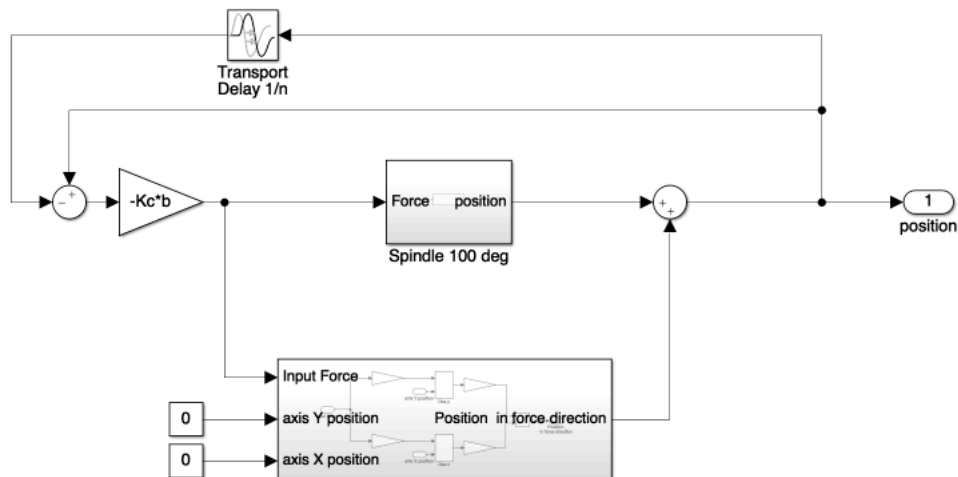 Transport
Delay 1/n
-Kc*b
Force position
Spindle 100 deg
1
position
Input Force
0
axis Y position
Position in force direction
0
axis X position